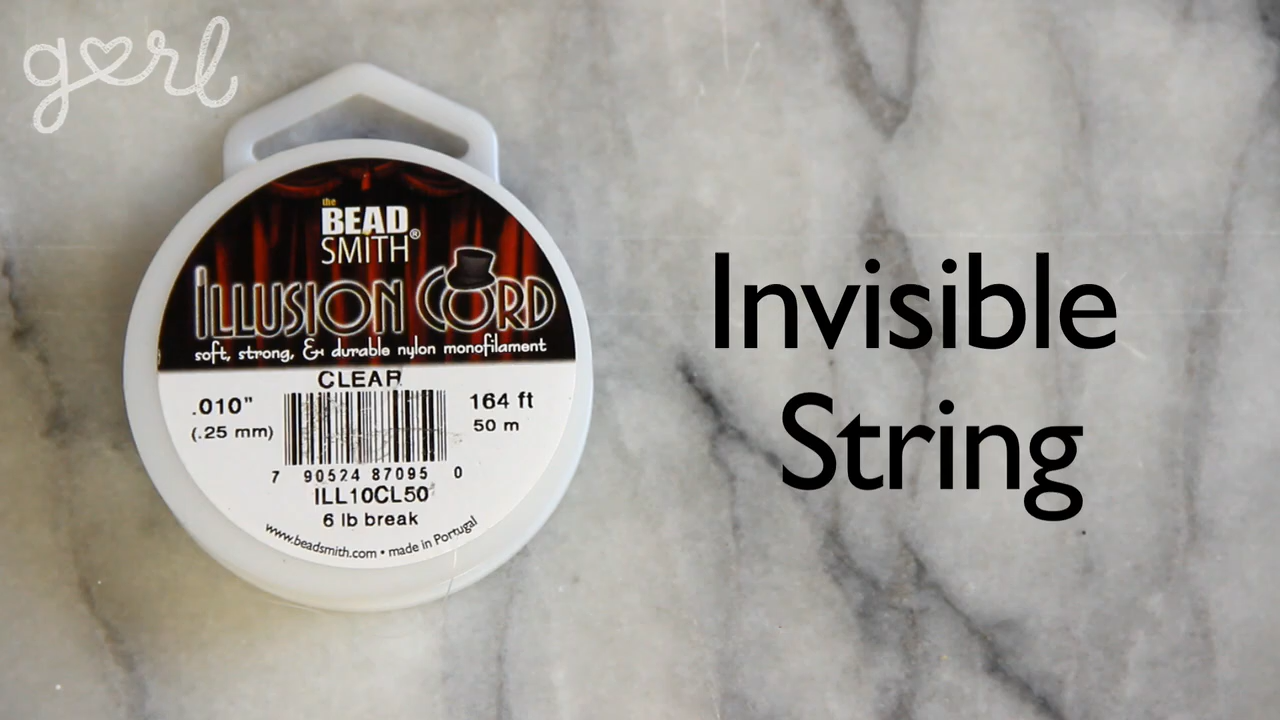 gurl
the
BEAD
SMITH®
ILLUSION CORD
soft, strong, & durable nylon monofilament
CLEAR
.010"
(.25 mm)
164 ft
50 m
7 90524 87095 0
ILL10CL50
6 lb break
www.beadsmith.com • made in Portugal
Invisible
String